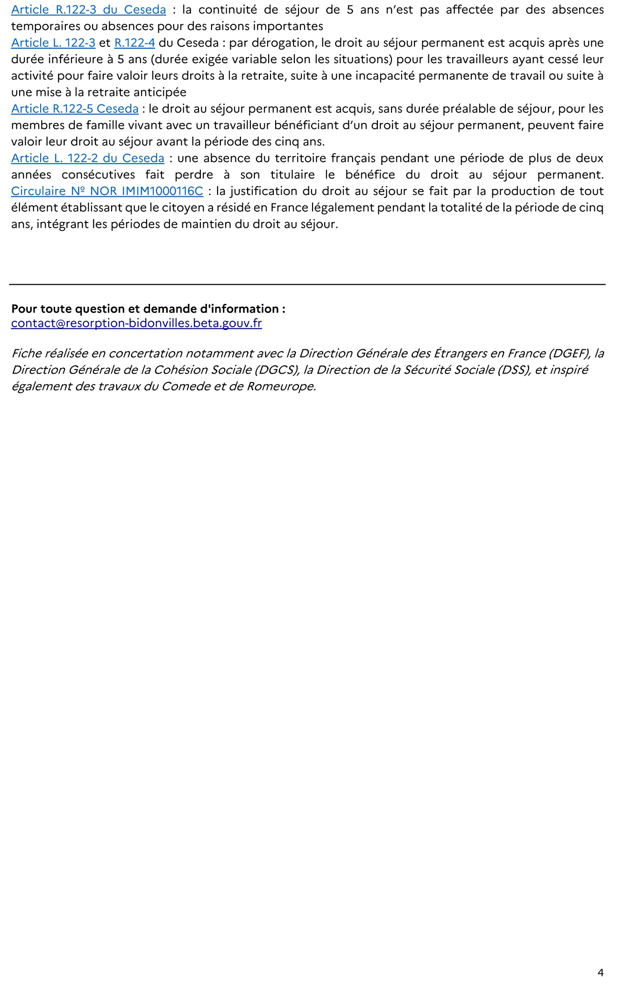 Article R.122-3 du Ceseda : la continuité de séjour de 5 ans n’est pas affectée par des absences
temporaires ou absences pour des raisons importantes
Article L. 122-3 et R.122-4 du Ceseda : par dérogation, le droit au séjour permanent est acquis après une
durée inférieure à 5 ans (durée exigée variable selon les situations) pour les travailleurs ayant cessé leur
activité pour faire valoir leurs droits à la retraite, suite à une incapacité permanente de travail ou suite à
une mise à la retraite anticipée
Article R.122-5 Ceseda : le droit au séjour permanent est acquis, sans durée préalable de séjour, pour les
membres de famille vivant avec un travailleur bénéficiant d’un droit au séjour permanent, peuvent faire
valoir leur droit au séjour avant la période des cinq ans.
Article L. 122-2 du Ceseda : une absence du territoire français pendant une période de plus de deux
années consécutives fait perdre à son titulaire le bénéfice du droit au séjour permanent.
Circulaire Nº NOR IMIM1000116C : la justification du droit au séjour se fait par la production de tout
élément établissant que le citoyen a résidé en France légalement pendant la totalité de la période de cinq
ans, intégrant les périodes de maintien du droit au séjour.
Pour toute question et demande d'information :
contact@resorption-bidonvilles.beta.gouv.fr
Fiche réalisée en concertation notamment avec la Direction Générale des Étrangers en France (DGEF), la
Direction Générale de la Cohésion Sociale (DGCS), la Direction de la Sécurité Sociale (DSS), et inspiré
également des travaux du Comede et de Romeurope.
4